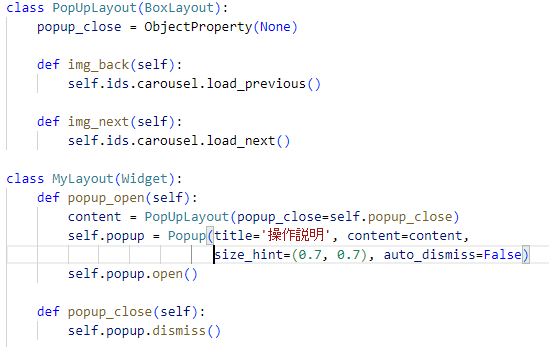 class PopUpLayout(BoxLayout):
    popup_close = ObjectProperty(None)

    def img_back(self):
        self.ids.carousel.load_previous()

    def img_next(self):
        self.ids.carousel.load_next()

class MyLayout(Widget):
    def popup_open(self):
        content = PopUpLayout(popup_close=self.popup_close)
        self.popup = Popup(title='操作説明', content=content,
                           size_hint=(0.7, 0.7), auto_dismiss=False)
        self.popup.open()

    def popup_close(self):
        self.popup.dismiss()